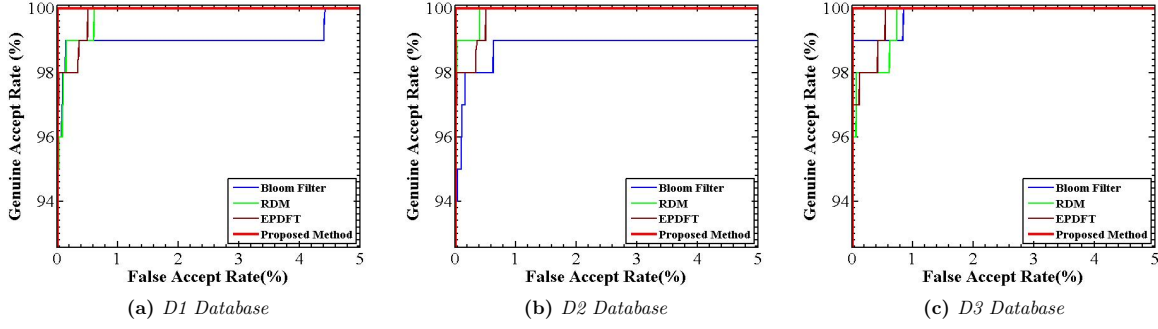 100
98
96
94
Genuine Accept Rate (%)
Bloom Filter
RDM
EPDFT
Proposed Method
0 1 2 3 4 5
False Accept Rate(%)
(a) D1 Database
100
98
96
94
Genuine Accept Rate (%)
Bloom Filter
RDM
EPDFT
Proposed Method
0 1 2 3 4 5
False Accept Rate(%)
(b) D2 Database
100
98
96
94
Genuine Accept Rate (%)
Bloom Filter
RDM
EPDFT
Proposed Method
0 1 2 3 4 5
False Accept Rate(%)
(c) D3 Database